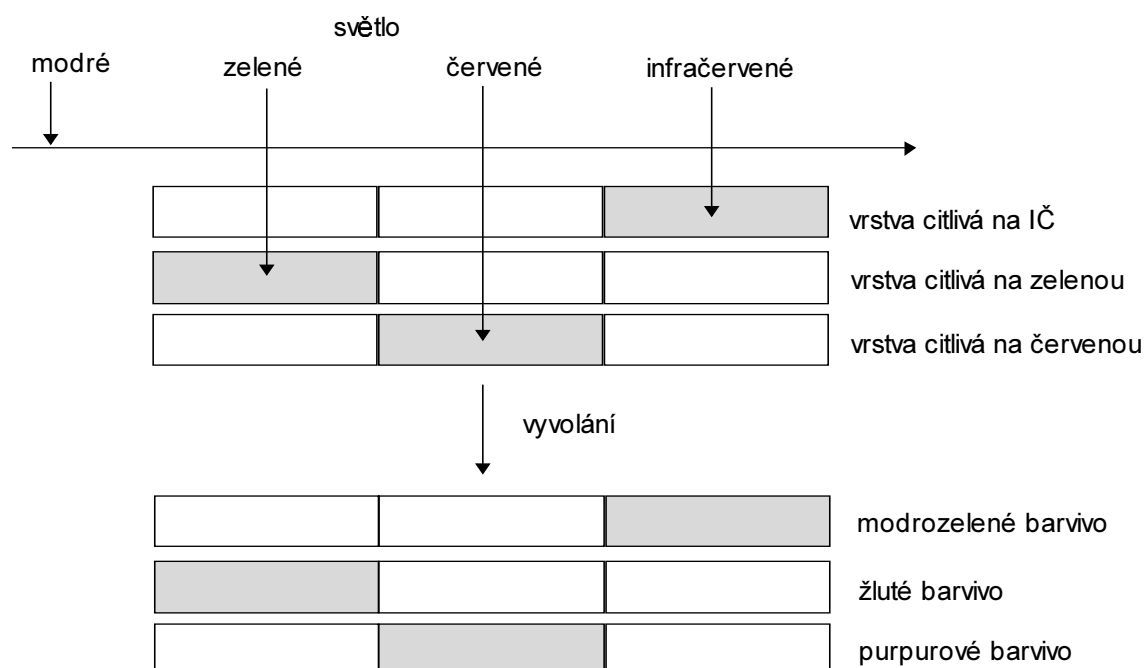 světlo
modré zelené červené infračervené
vrstva citlivá na IČ
vrstva citlivá na zelenou
vrstva citlivá na červenou
vyvolání
modrozelené barvivo
žluté barvivo
purpurové barvivo